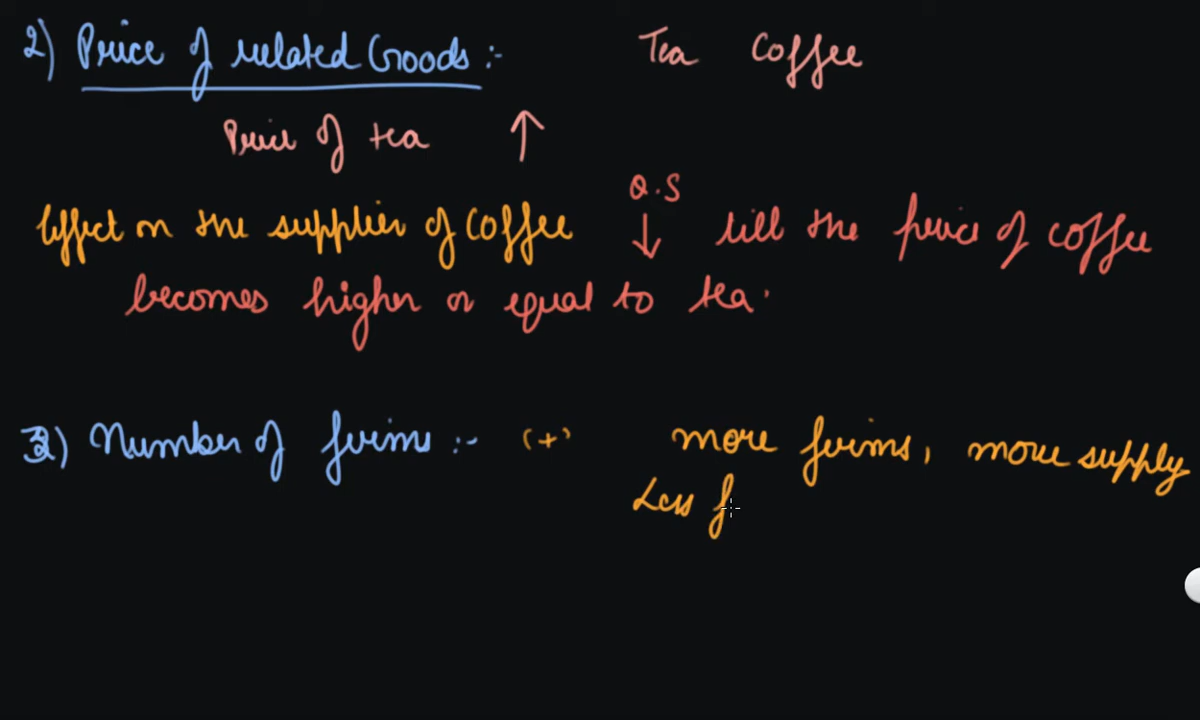 2) Price of related Goods :-
Tea Coffee
Price of tea ↑
Q.S
Effect on the supplier of Coffee ↓ till the price of coffee
becomes higher or equal to tea.
3) Number of firms :- (+) more firms, more supply
Less f